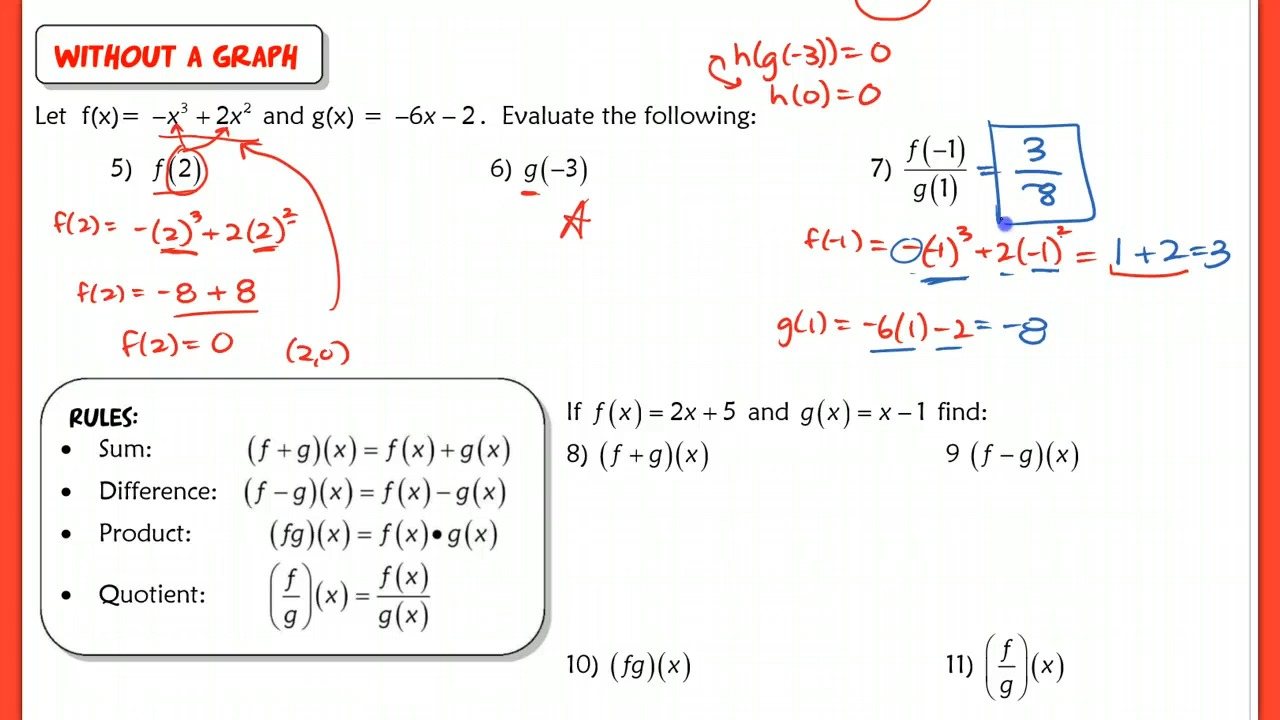 h(g(-3)) = 0
h(0) = 0
WITHOUT A GRAPH
Let f(x) = −x³ + 2x² and g(x) = −6x − 2. Evaluate the following:
5) f(2)
f(2) = -(2)³ + 2(2)²
f(2) = -8 + 8
f(2) = 0 (2,0)
6) g(−3)
7) f(−1)/g(1) = 3/-8
f(-1) = -(-1)³ + 2(-1)² = 1 + 2 = 3
g(1) = -6(1) - 2 = -8
RULES:
• Sum: (f + g)(x) = f(x) + g(x)
• Difference: (f − g)(x) = f(x) − g(x)
• Product: (fg)(x) = f(x)•g(x)
• Quotient: (f/g)(x) = f(x)/g(x)
If f(x) = 2x + 5 and g(x) = x − 1 find:
8) (f + g)(x)
9 (f − g)(x)
10) (fg)(x)
11) (f/g)(x)